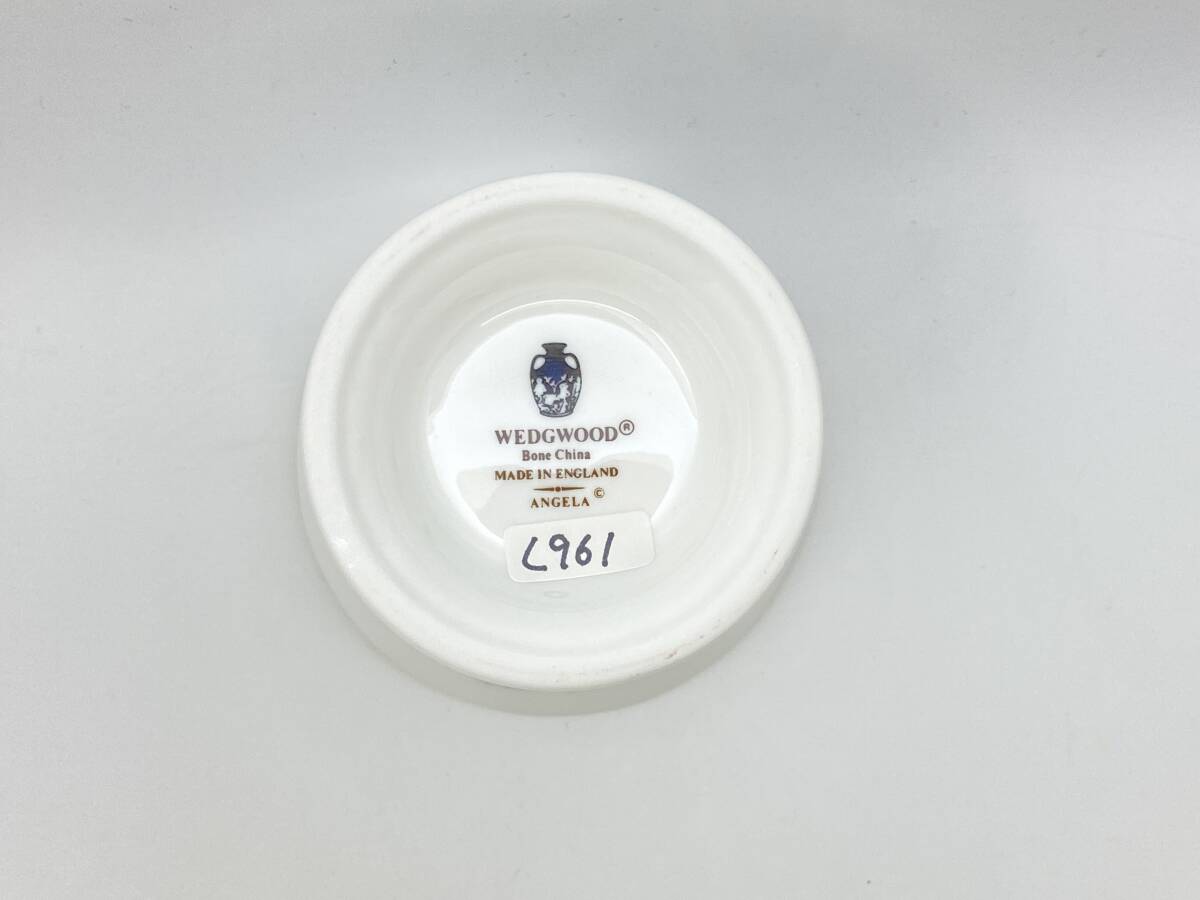 WEDGWOOD®
Bone China
MADE IN ENGLAND
ANGELA ©
L961